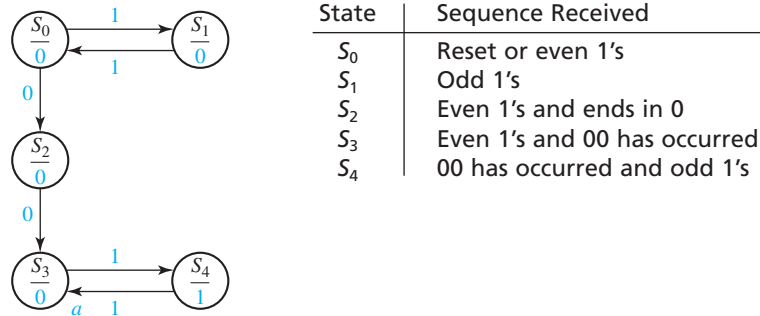 1
S0
0
S1
0
1
0
S2
0
0
1
S3
0
S4
1
a 1
State Sequence Received
S0 Reset or even 1's
S1 Odd 1's
S2 Even 1's and ends in 0
S3 Even 1's and 00 has occurred
S4 00 has occurred and odd 1's